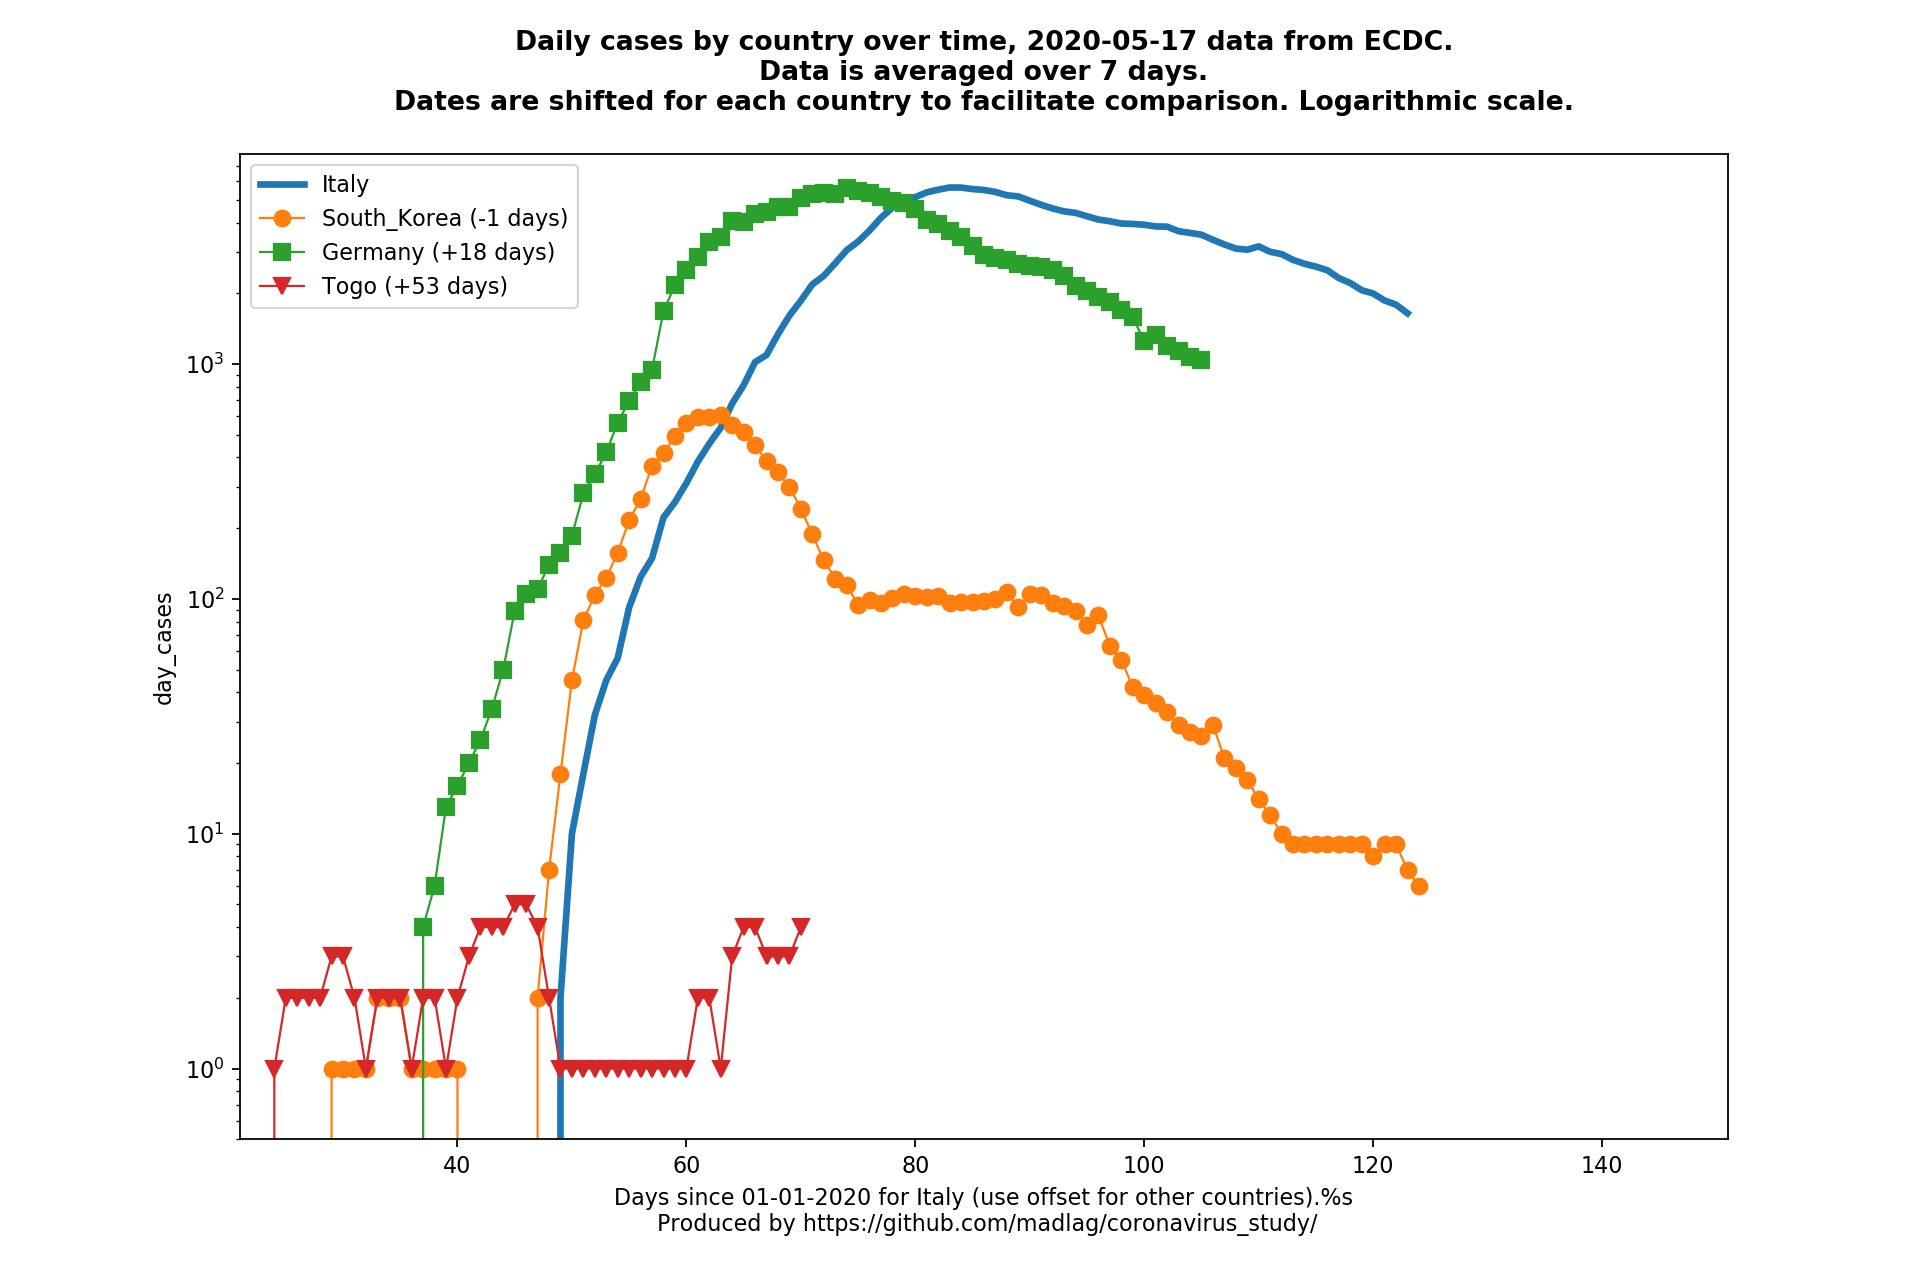 Daily cases by country over time, 2020-05-17 data from ECDC.
Data is averaged over 7 days.
Dates are shifted for each country to facilitate comparison. Logarithmic scale.
Italy
South_Korea (-1 days)
Germany (+18 days)
Togo (+53 days)
10³
10²
10¹
10⁰
day_cases
40 60 80 100 120 140
Days since 01-01-2020 for Italy (use offset for other countries).%s
Produced by https://github.com/madlag/coronavirus_study/